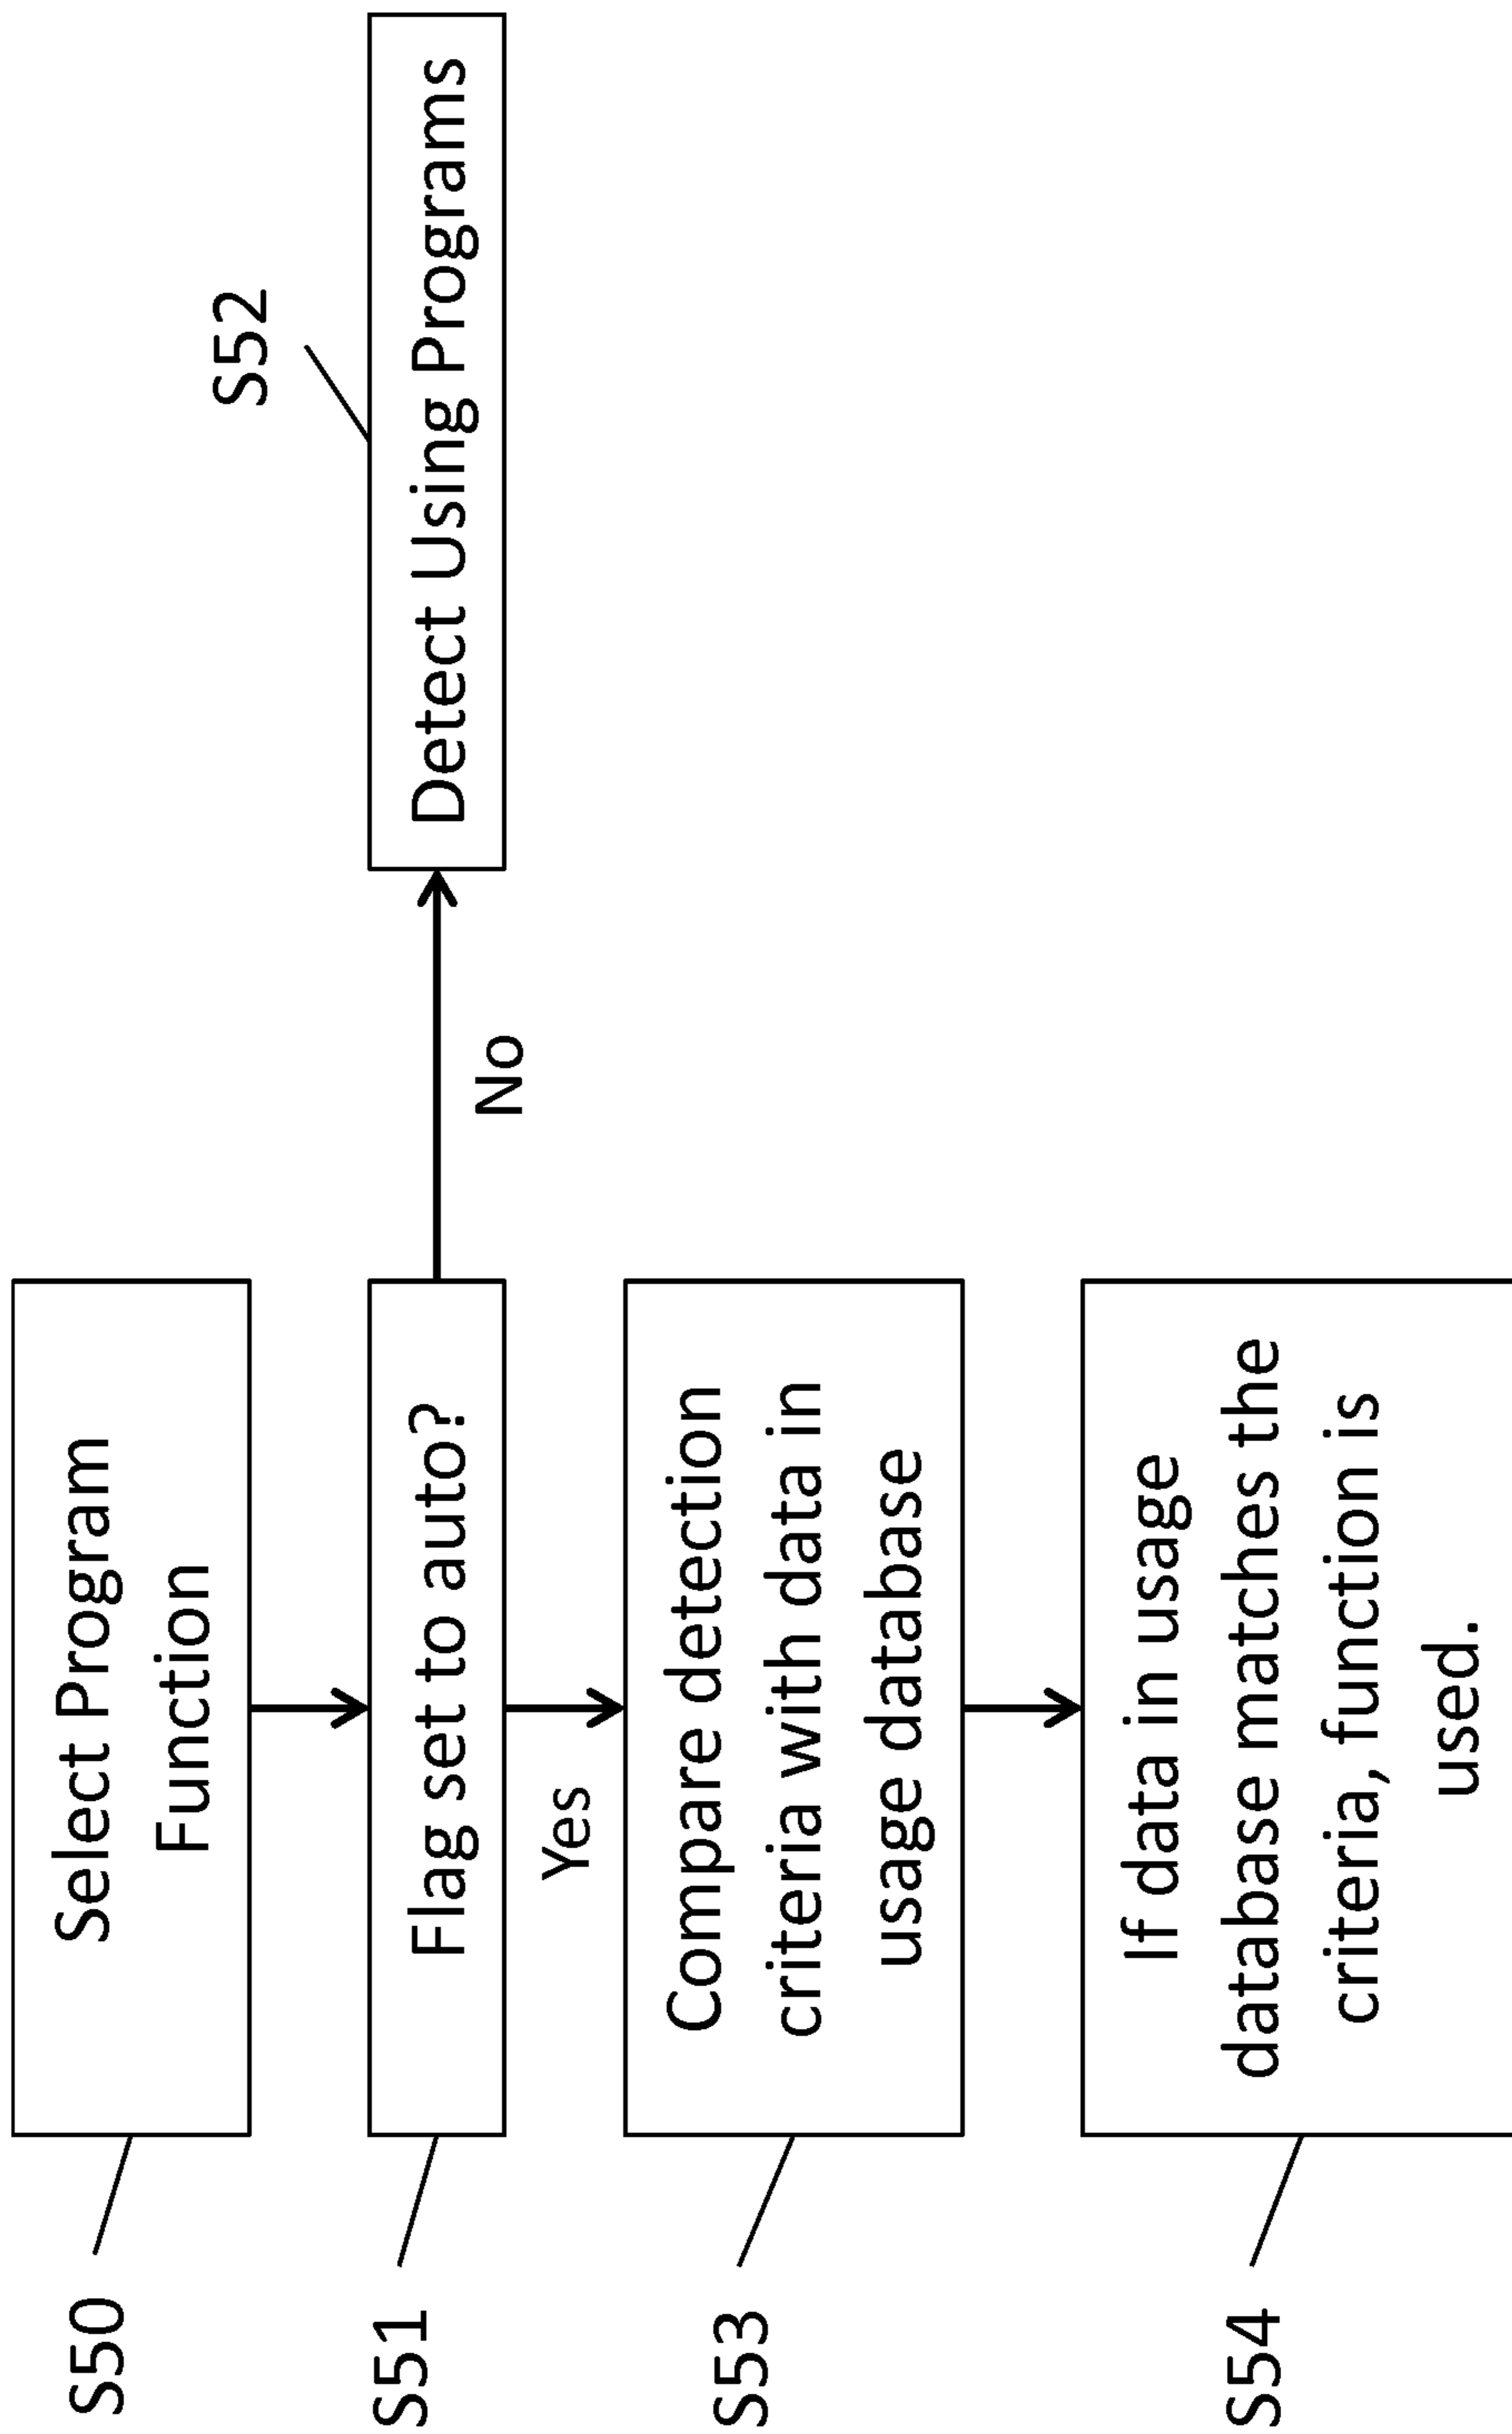 S50
Select Program
Function
S51
Flag set to auto?
No
S52
Detect Using Programs
Yes
S53
Compare detection
criteria with data in
usage database
S54
If data in usage
database matches the
criteria, function is
used.